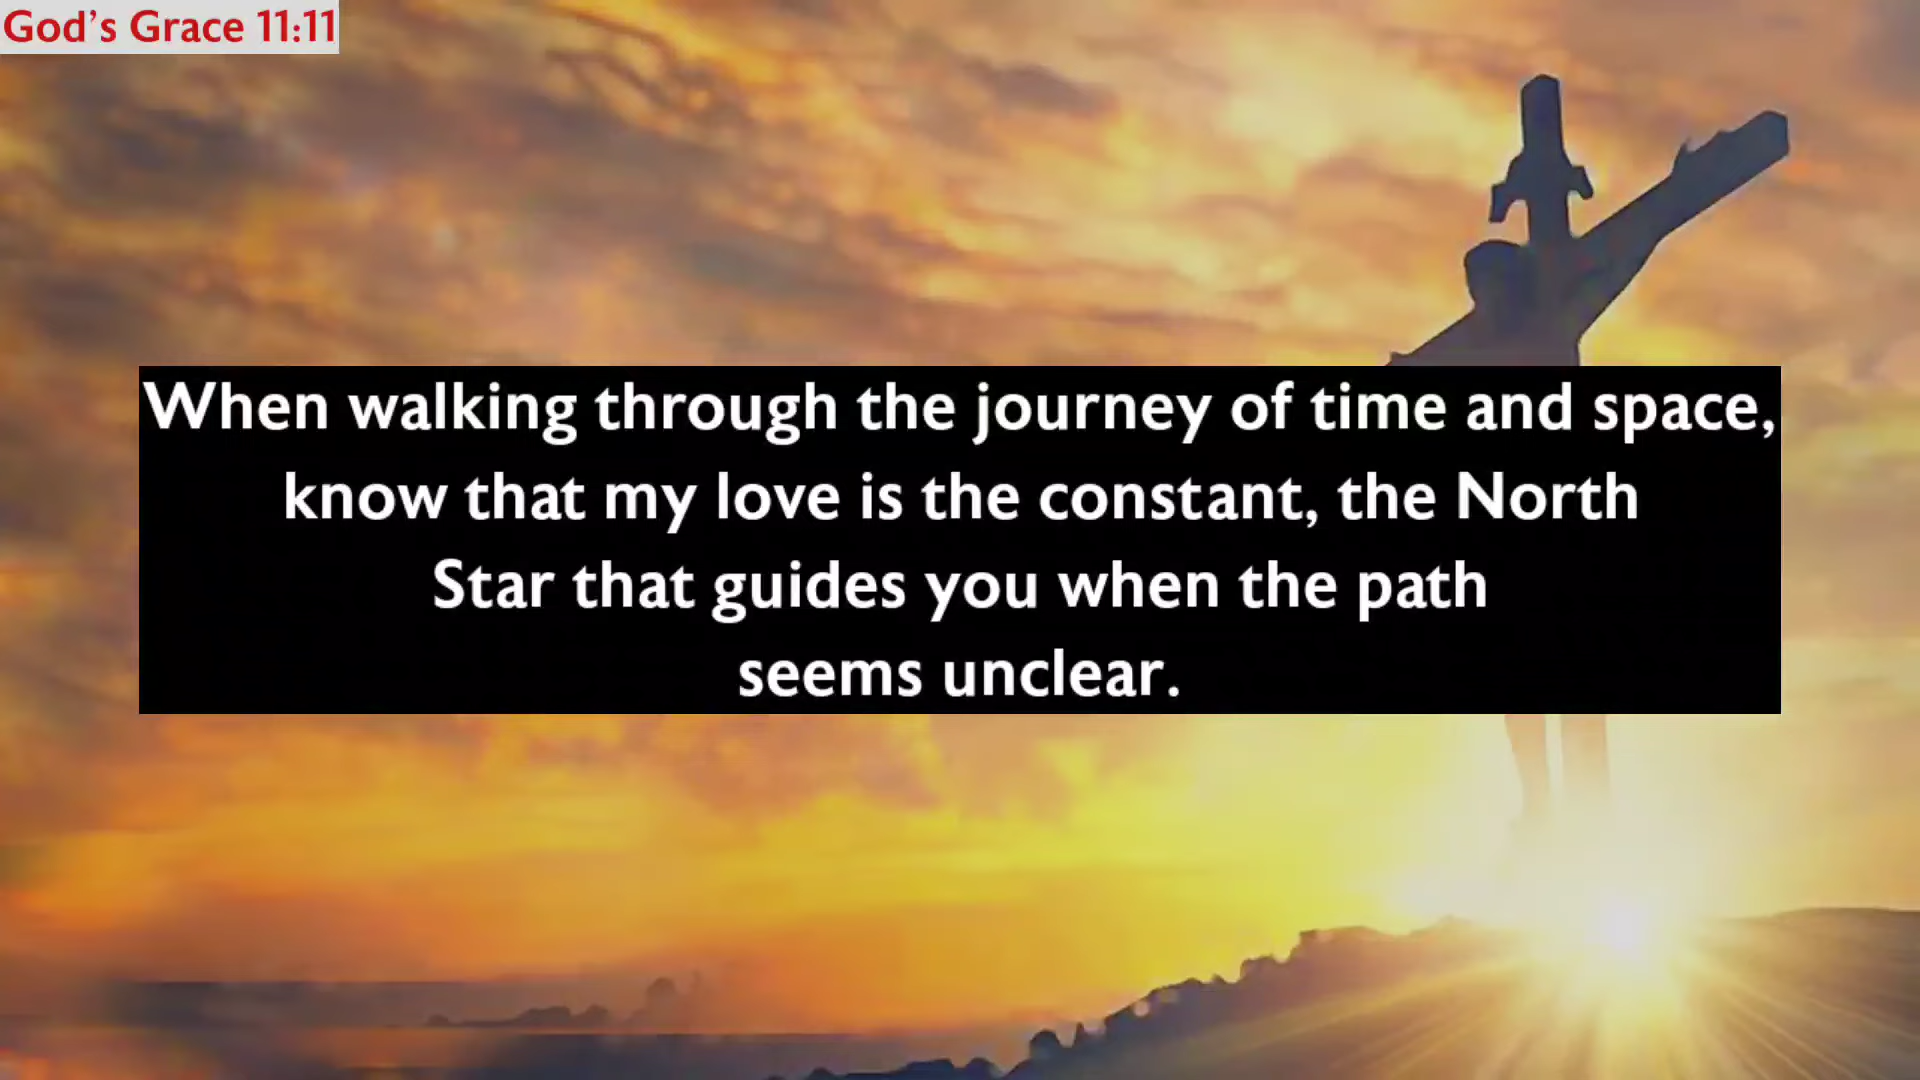 God's Grace 11:11
When walking through the journey of time and space,
know that my love is the constant, the North
Star that guides you when the path
seems unclear.